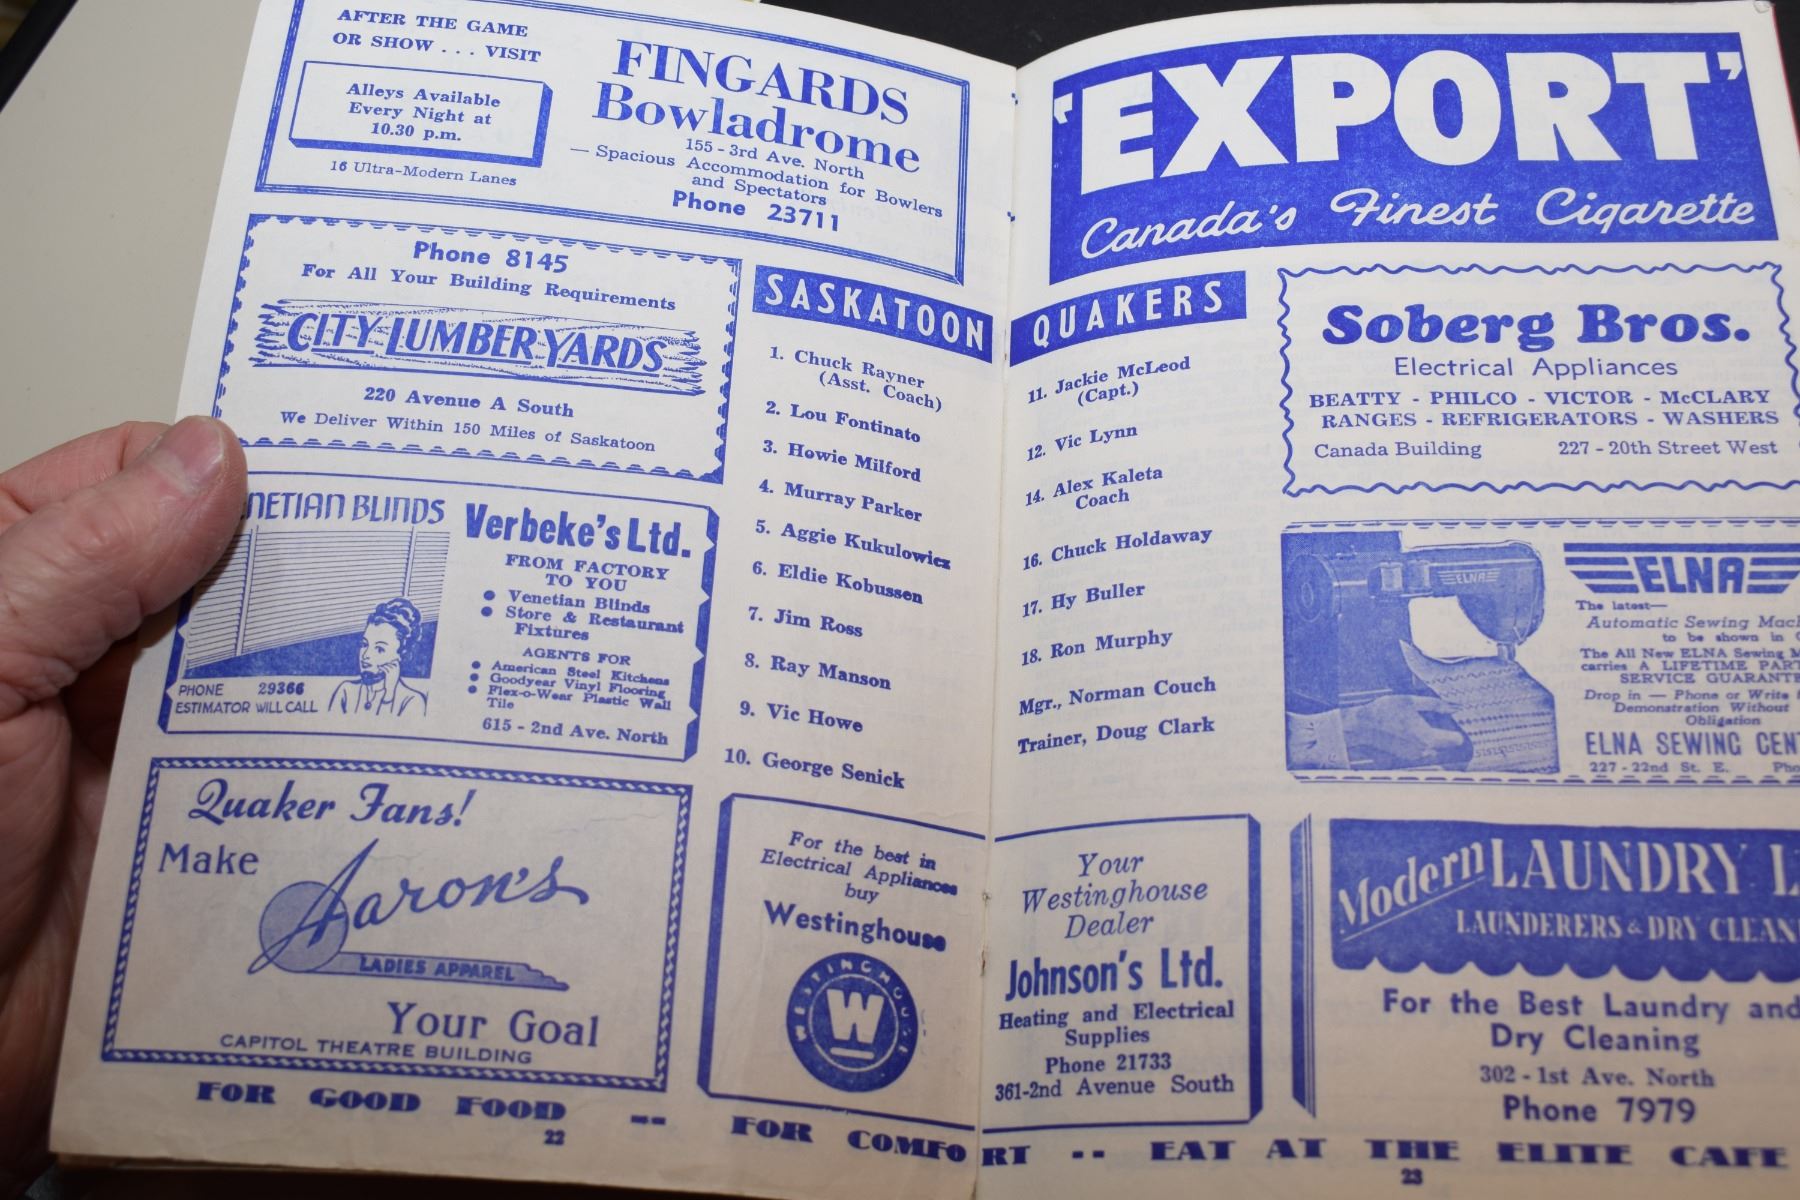 AFTER THE GAME
OR SHOW . . . VISIT
Alleys Available
Every Night at
10.30 p.m.
16 Ultra-Modern Lanes
FINGARDS
Bowladrome
155 - 3rd Ave. North
— Spacious Accommodation for Bowlers
and Spectators
Phone 23711
Phone 8145
For All Your Building Requirements
CITY LUMBER YARDS
220 Avenue A South
We Deliver Within 150 Miles of Saskatoon
NETIAN BLINDS
PHONE 29366
ESTIMATOR WILL CALL
Verbeke's Ltd.
FROM FACTORY
TO YOU
● Venetian Blinds
● Store & Restaurant
Fixtures
AGENTS FOR
● American Steel Kitchens
● Goodyear Vinyl Flooring
● Flex-o-Wear Plastic Wall
Tile
615 - 2nd Ave. North
Quaker Fans!
Make
Aaron's
LADIES APPAREL
Your Goal
CAPITOL THEATRE BUILDING
SASKATOON
1. Chuck Rayner
(Asst. Coach)
2. Lou Fontinato
3. Howie Milford
4. Murray Parker
5. Aggie Kukulowicz
6. Eldie Kobussen
7. Jim Ross
8. Ray Manson
9. Vic Howe
10. George Senick
For the best in
Electrical Appliances
buy
Westinghouse
WESTINGHOUSE
W
FOR GOOD FOOD -- FOR COMFO
22
'EXPORT'
Canada's Finest Cigarette
QUAKERS
11. Jackie McLeod
(Capt.)
12. Vic Lynn
14. Alex Kaleta
Coach
16. Chuck Holdaway
17. Hy Buller
18. Ron Murphy
Mgr., Norman Couch
Trainer, Doug Clark
Soberg Bros.
Electrical Appliances
BEATTY - PHILCO - VICTOR - McCLARY
RANGES - REFRIGERATORS - WASHERS
Canada Building 227 - 20th Street West
ELNA
ELNA
The latest—
Automatic Sewing Mac
to be shown in
The All New ELNA Sewing M
carries A LIFETIME PART
SERVICE GUARANTE
Drop in — Phone or Write
Demonstration Without
Obligation
ELNA SEWING CEN
227 - 22nd St. E. Pho
Your
Westinghouse
Dealer
Johnson's Ltd.
Heating and Electrical
Supplies
Phone 21733
361-2nd Avenue South
Modern LAUNDRY L
LAUNDERERS & DRY CLEAN
For the Best Laundry and
Dry Cleaning
302 - 1st Ave. North
Phone 7979
RT -- EAT AT THE ELITE CAFE
23